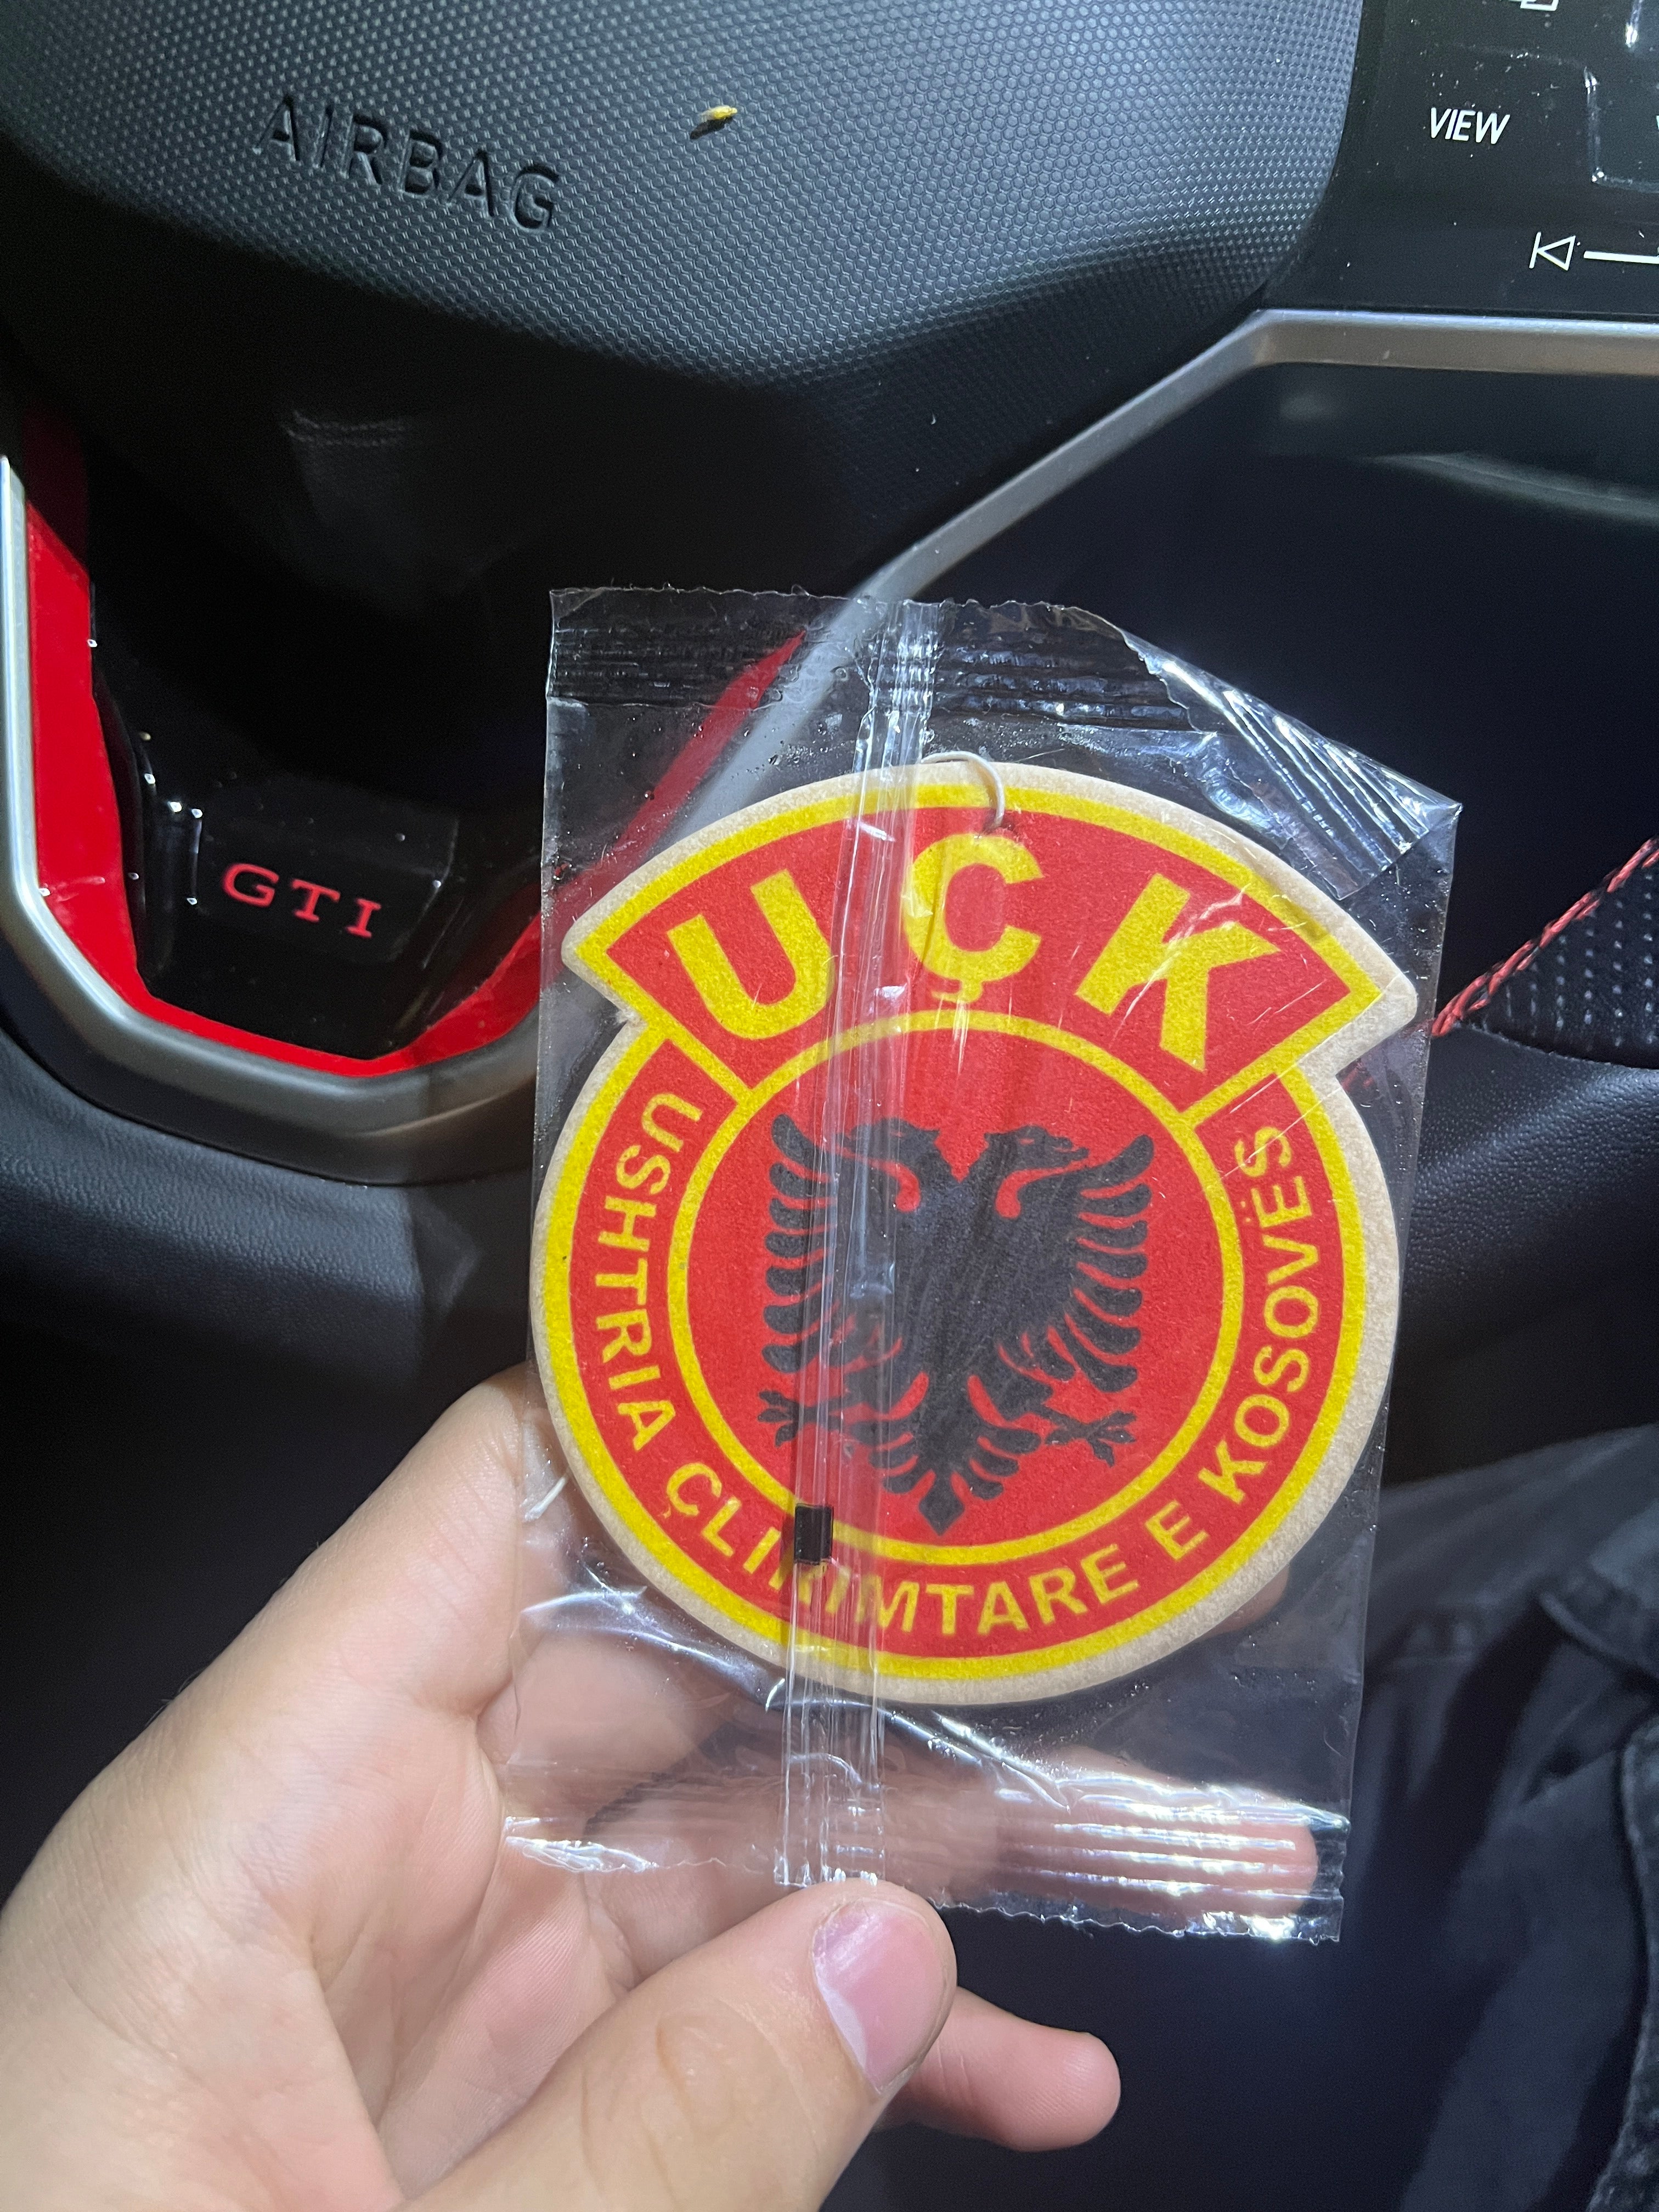 AIRBAG
VIEW
GTI
UÇK
USHTRIA ÇLIRIMTARE E KOSOVËS